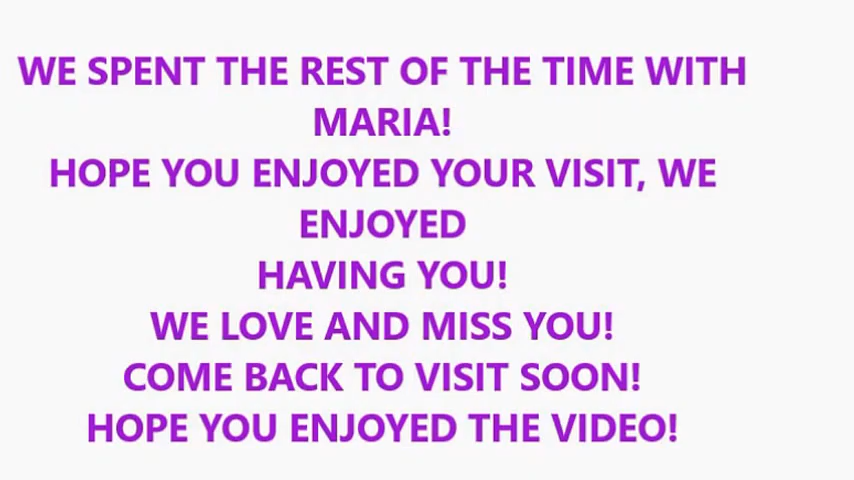 WE SPENT THE REST OF THE TIME WITH
MARIA!
HOPE YOU ENJOYED YOUR VISIT, WE
ENJOYED
HAVING YOU!
WE LOVE AND MISS YOU!
COME BACK TO VISIT SOON!
HOPE YOU ENJOYED THE VIDEO!